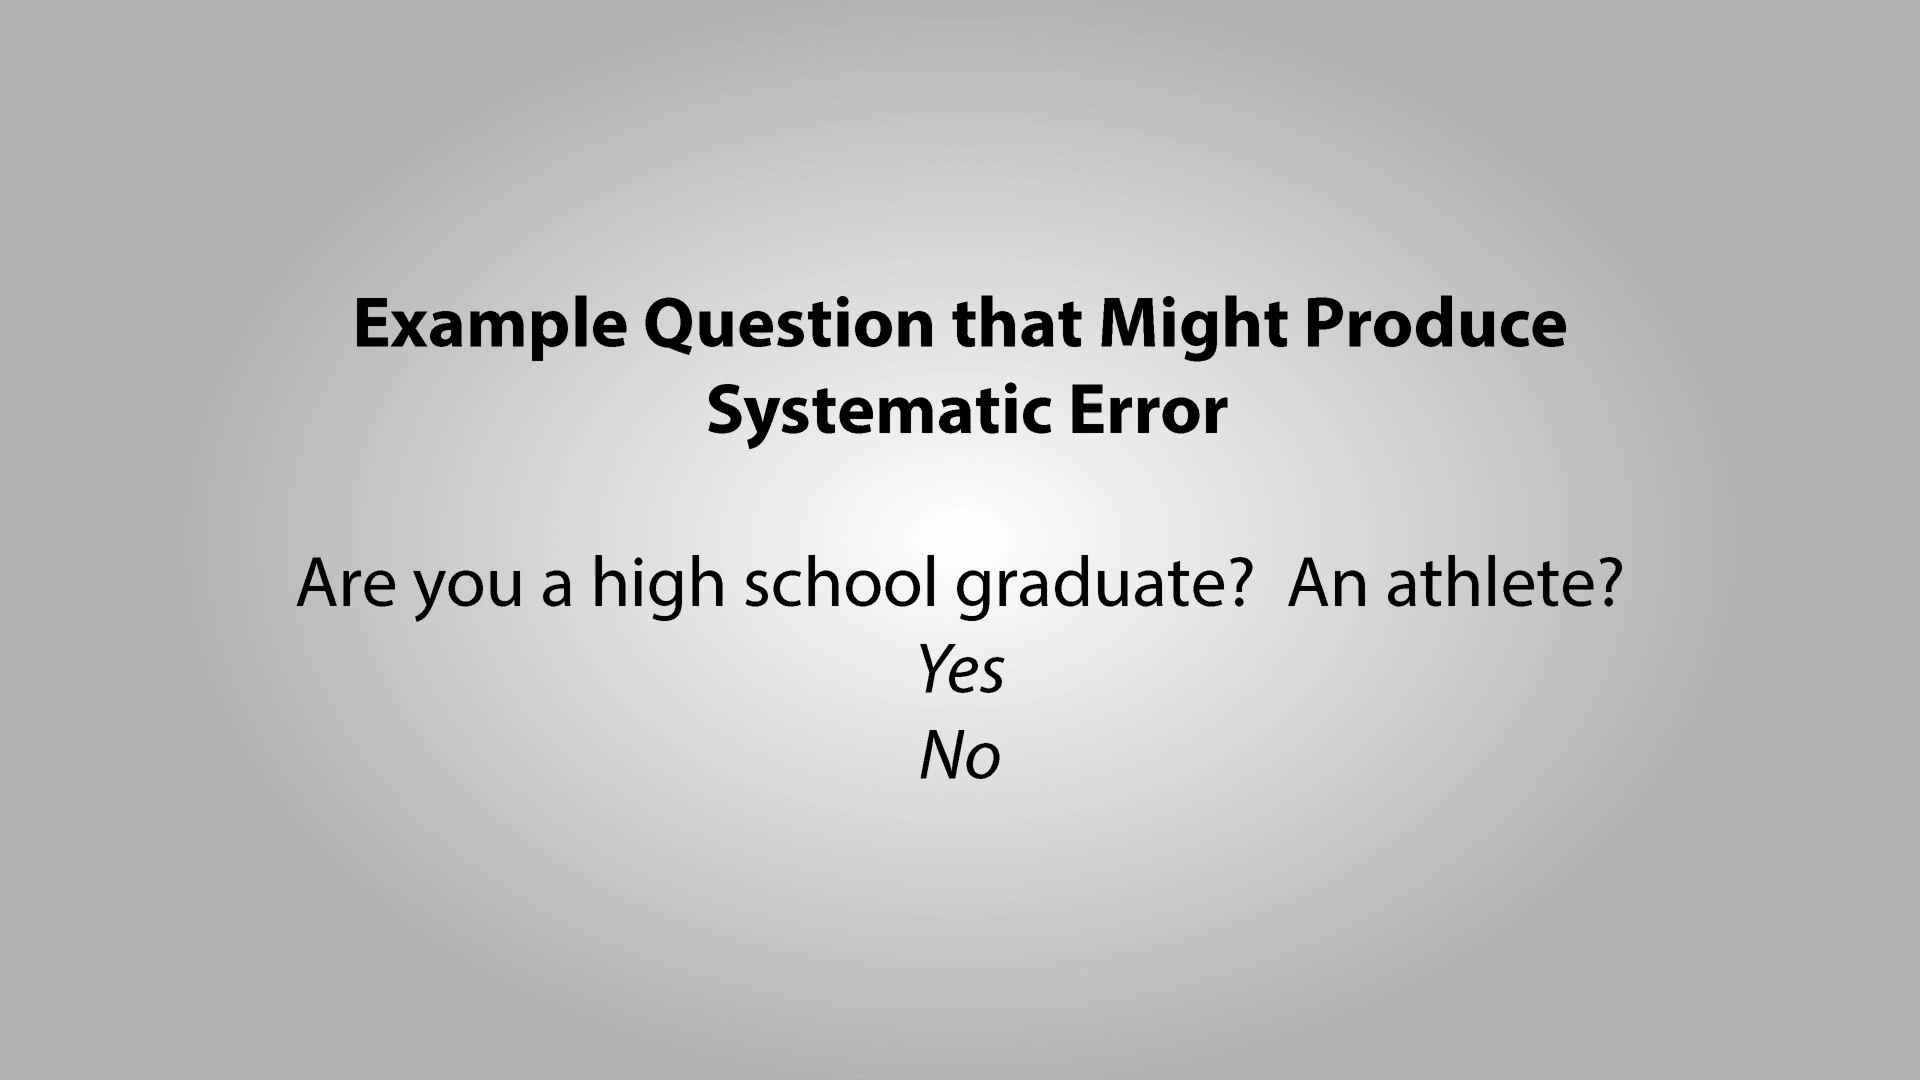 Example Question that Might Produce
Systematic Error
Are you a high school graduate?  An athlete?
Yes
No